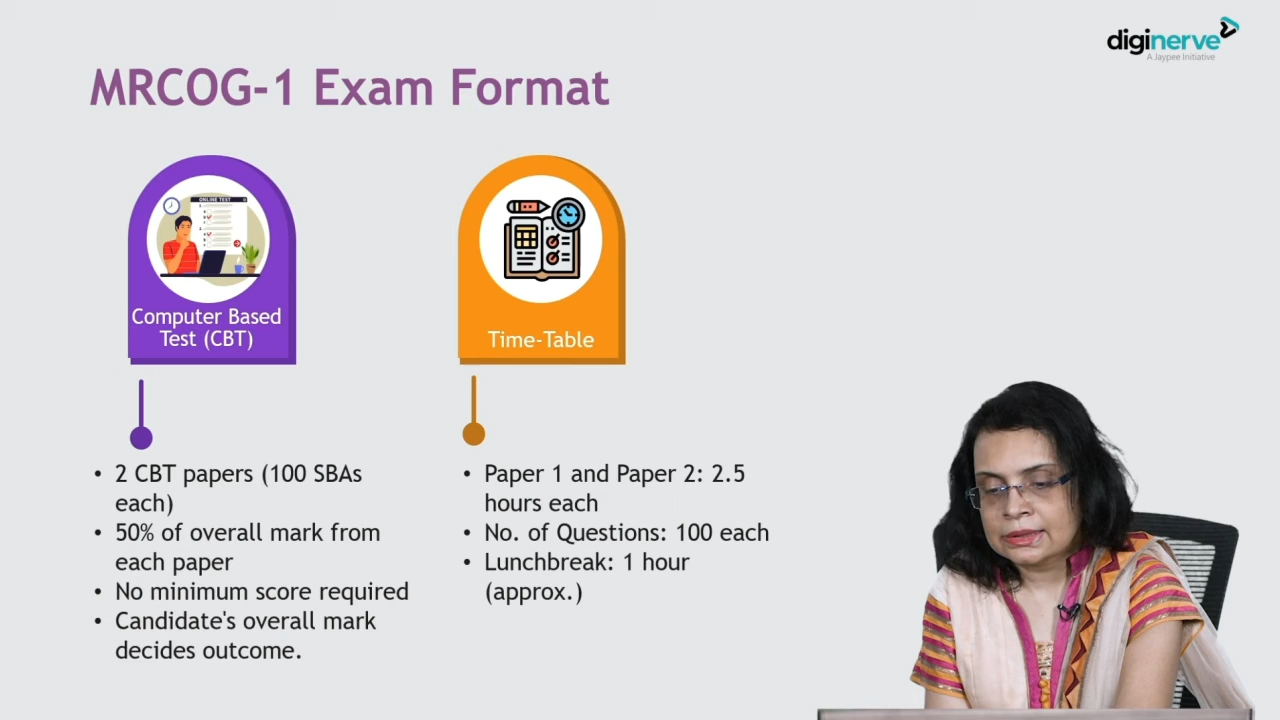 diginerve
A Jaypee Initiative
MRCOG-1 Exam Format
ONLINE TEST
Computer Based
Test (CBT)
Time-Table
• 2 CBT papers (100 SBAs
each)
• 50% of overall mark from
each paper
• No minimum score required
• Candidate's overall mark
decides outcome.
• Paper 1 and Paper 2: 2.5
hours each
• No. of Questions: 100 each
• Lunchbreak: 1 hour
(approx.)